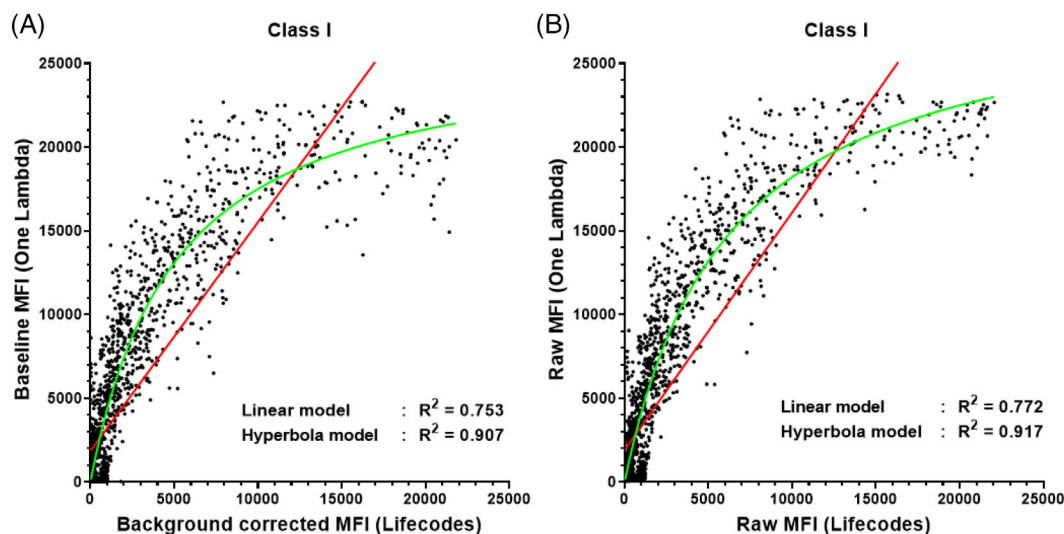 (A)
Class I
Baseline MFI (One Lambda)
25000
20000
15000
10000
5000
0
0 5000 10000 15000 20000 25000
Background corrected MFI (Lifecodes)
Linear model : R² = 0.753
Hyperbola model : R² = 0.907
(B)
Class I
Raw MFI (One Lambda)
25000
20000
15000
10000
5000
0
0 5000 10000 15000 20000 25000
Raw MFI (Lifecodes)
Linear model : R² = 0.772
Hyperbola model : R² = 0.917